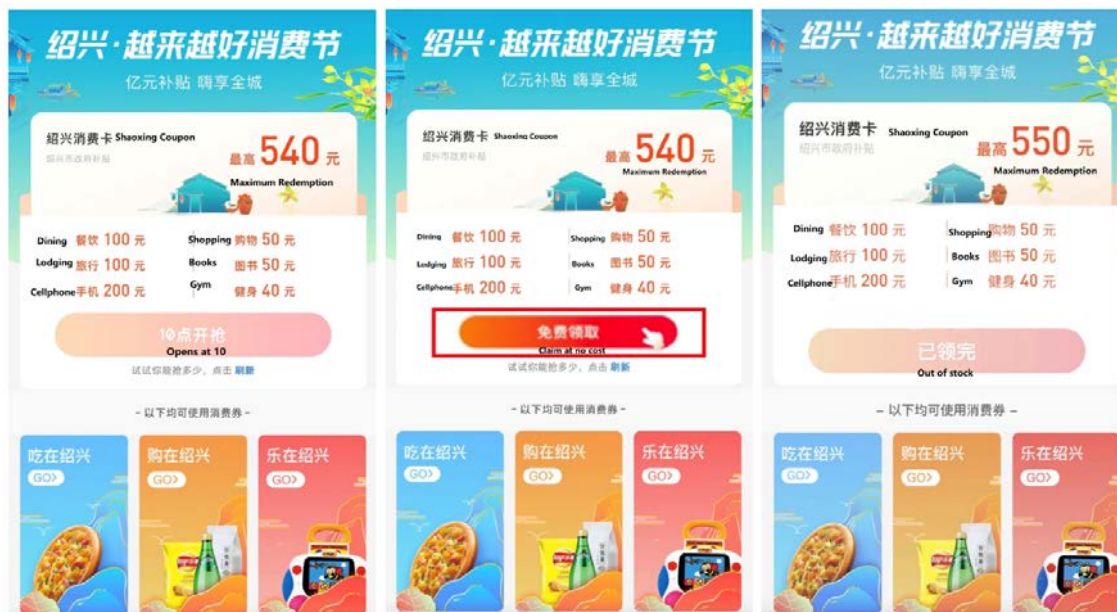 绍兴·越来越好消费节
亿元补贴 嗨享全城
绍兴消费卡 Shaoxing Coupon
绍兴市政府补贴
最高 540 元
Maximum Redemption
Dining 餐饮 100 元 Shopping 购物 50 元
Lodging 旅行 100 元 Books 图书 50 元
Cellphone 手机 200 元 Gym 健身 40 元
10点开抢
Opens at 10
试试你能抢多少，点击 刷新
- 以下均可使用消费券 -
吃在绍兴 购在绍兴 乐在绍兴
GO> GO> GO>
绍兴·越来越好消费节
亿元补贴 嗨享全城
绍兴消费卡 Shaoxing Coupon
绍兴市政府补贴
最高 540 元
Maximum Redemption
Dining 餐饮 100 元 Shopping 购物 50 元
Lodging 旅行 100 元 Books 图书 50 元
Cellphone 手机 200 元 Gym 健身 40 元
免费领取
Claim at no cost
试试你能抢多少，点击 刷新
- 以下均可使用消费券 -
吃在绍兴 购在绍兴 乐在绍兴
GO> GO> GO>
绍兴·越来越好消费节
亿元补贴 嗨享全城
绍兴消费卡 Shaoxing Coupon
绍兴市政府补贴
最高 550 元
Maximum Redemption
Dining 餐饮 100 元 Shopping 购物 50 元
Lodging 旅行 100 元 Books 图书 50 元
Cellphone 手机 200 元 Gym 健身 40 元
已领完
Out of stock
- 以下均可使用消费券 -
吃在绍兴 购在绍兴 乐在绍兴
GO> GO> GO>